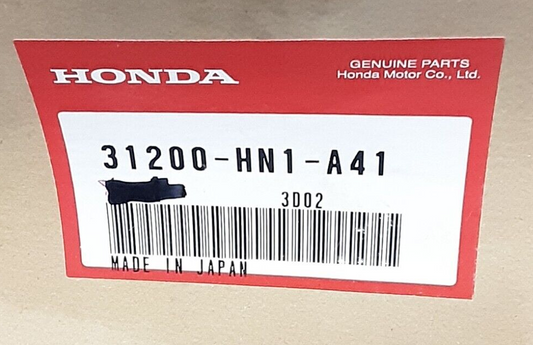 HONDA
GENUINE PARTS
Honda Motor Co., Ltd.
31200-HN1-A41
3D02
MADE IN JAPAN